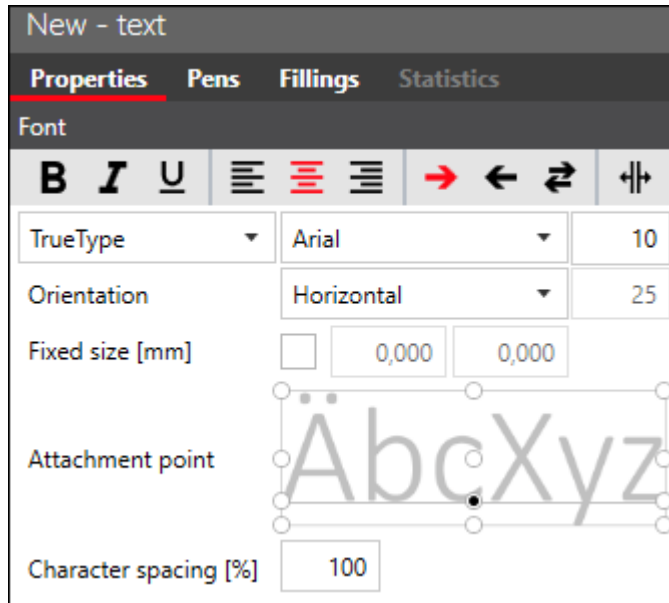 New - text
Properties Pens Fillings Statistics
Font
B I U
TrueType Arial 10
Orientation Horizontal 25
Fixed size [mm] 0,000 0,000
Attachment point ÄbcXyz
Character spacing [%] 100